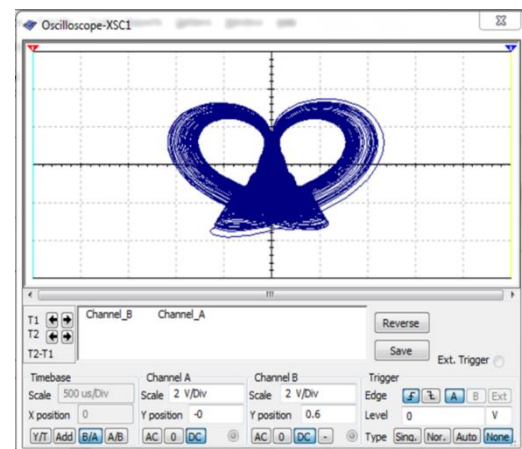 Oscilloscope-XSC1
T1
T2
T2-T1
Channel_B Channel_A
Reverse
Save
Ext. Trigger
Timebase
Scale 500 us/Div
X position 0
Y/T Add B/A A/B
Channel A
Scale 2 V/Div
Y position -0
AC 0 DC
Channel B
Scale 2 V/Div
Y position 0.6
AC 0 DC -
Trigger
Edge A B Ext
Level 0 V
Type Sing. Nor. Auto None